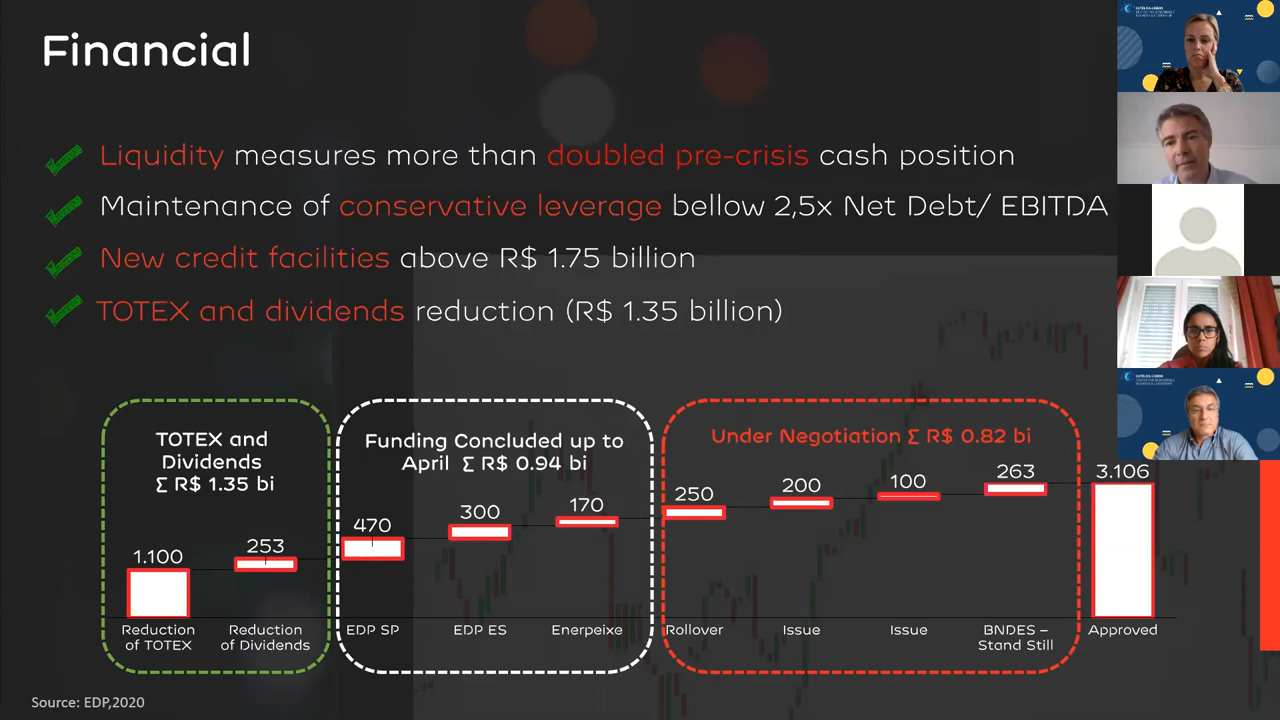 Financial
Liquidity measures more than doubled pre-crisis cash position
Maintenance of conservative leverage bellow 2,5x Net Debt/ EBITDA
New credit facilities above R$ 1.75 billion
TOTEX and dividends reduction (R$ 1.35 billion)
TOTEX and
Dividends
Σ R$ 1.35 bi
Funding Concluded up to
April Σ R$ 0.94 bi
Under Negotiation Σ R$ 0.82 bi
1.100
253
470
300
170
250
200
100
263
3.106
Reduction
of TOTEX
Reduction
of Dividends
EDP SP
EDP ES
Enerpeixe
Rollover
Issue
Issue
BNDES –
Stand Still
Approved
Source: EDP,2020
CATÓLICA-LISBON
CATÓLICA-LISBON